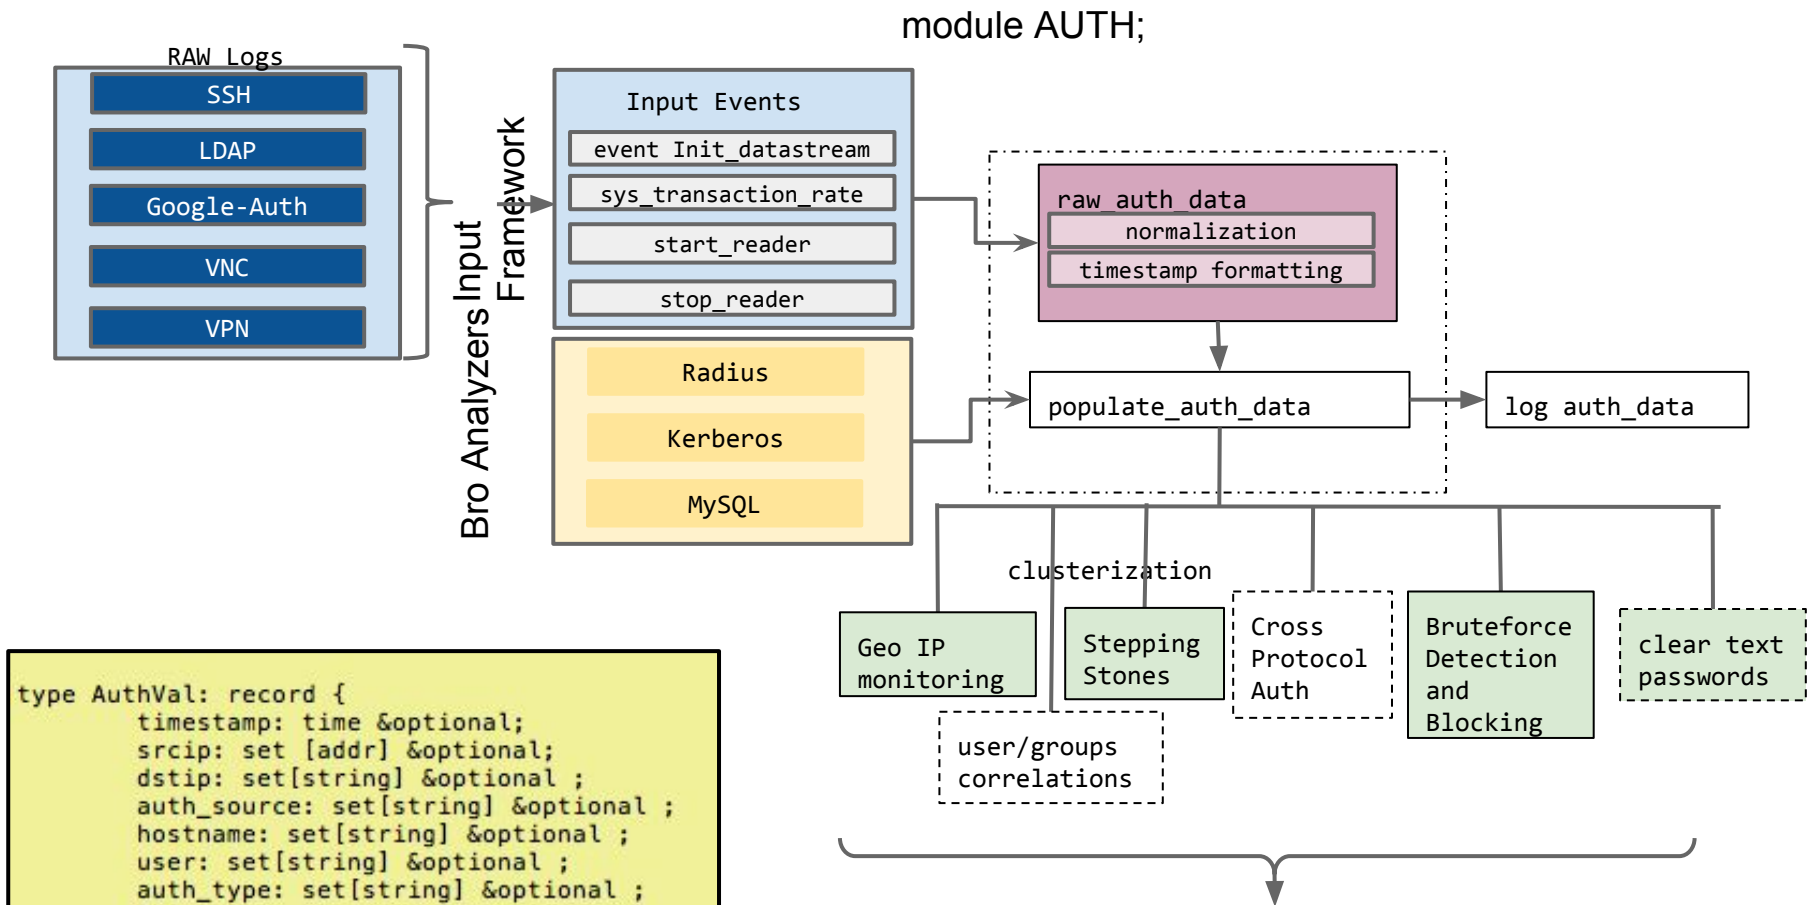 module AUTH;
RAW Logs
SSH
LDAP
Google-Auth
VNC
VPN
Bro Analyzers
Input
Framework
Input Events
event Init_datastream
sys_transaction_rate
start_reader
stop_reader
Radius
Kerberos
MySQL
raw_auth_data
normalization
timestamp formatting
populate_auth_data
log auth_data
clusterization
Geo IP
monitoring
user/groups
correlations
Stepping
Stones
Cross
Protocol
Auth
Bruteforce
Detection
and
Blocking
clear text
passwords
type AuthVal: record {
timestamp: time &optional;
srcip: set [addr] &optional;
dstip: set[string] &optional ;
auth_source: set[string] &optional ;
hostname: set[string] &optional ;
user: set[string] &optional ;
auth_type: set[string] &optional ;